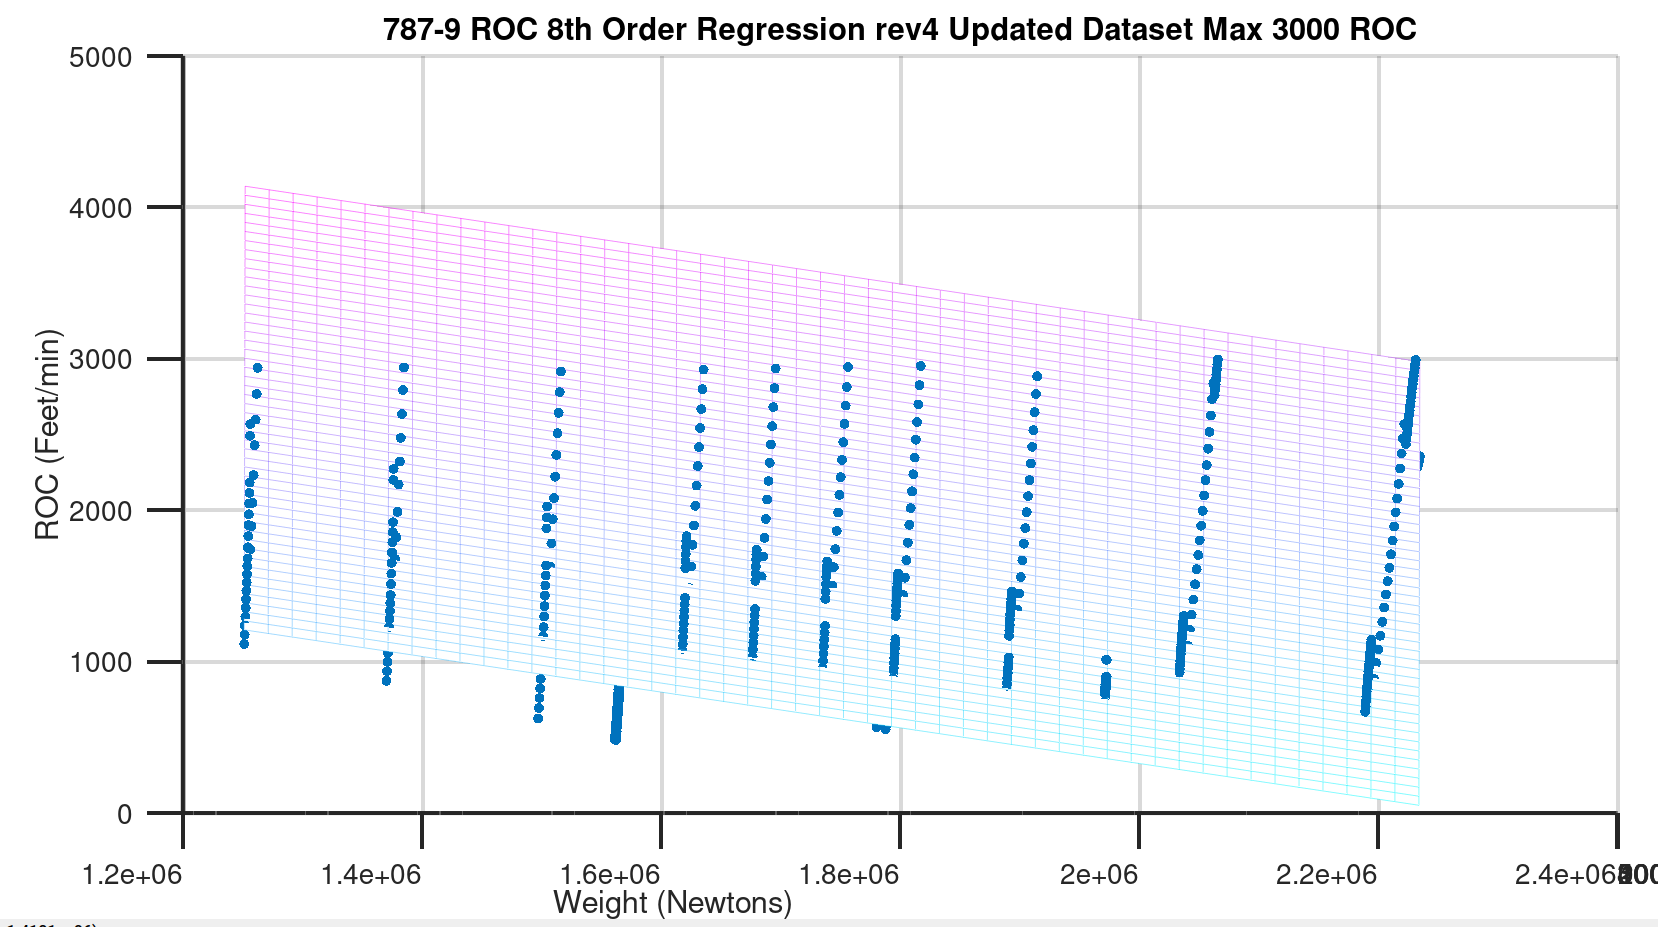 787-9 ROC 8th Order Regression rev4 Updated Dataset Max 3000 ROC
5000
4000
3000
2000
1000
0
ROC (Feet/min)
1.2e+06 1.4e+06 1.6e+06 1.8e+06 2e+06 2.2e+06 2.4e+06
Weight (Newtons)